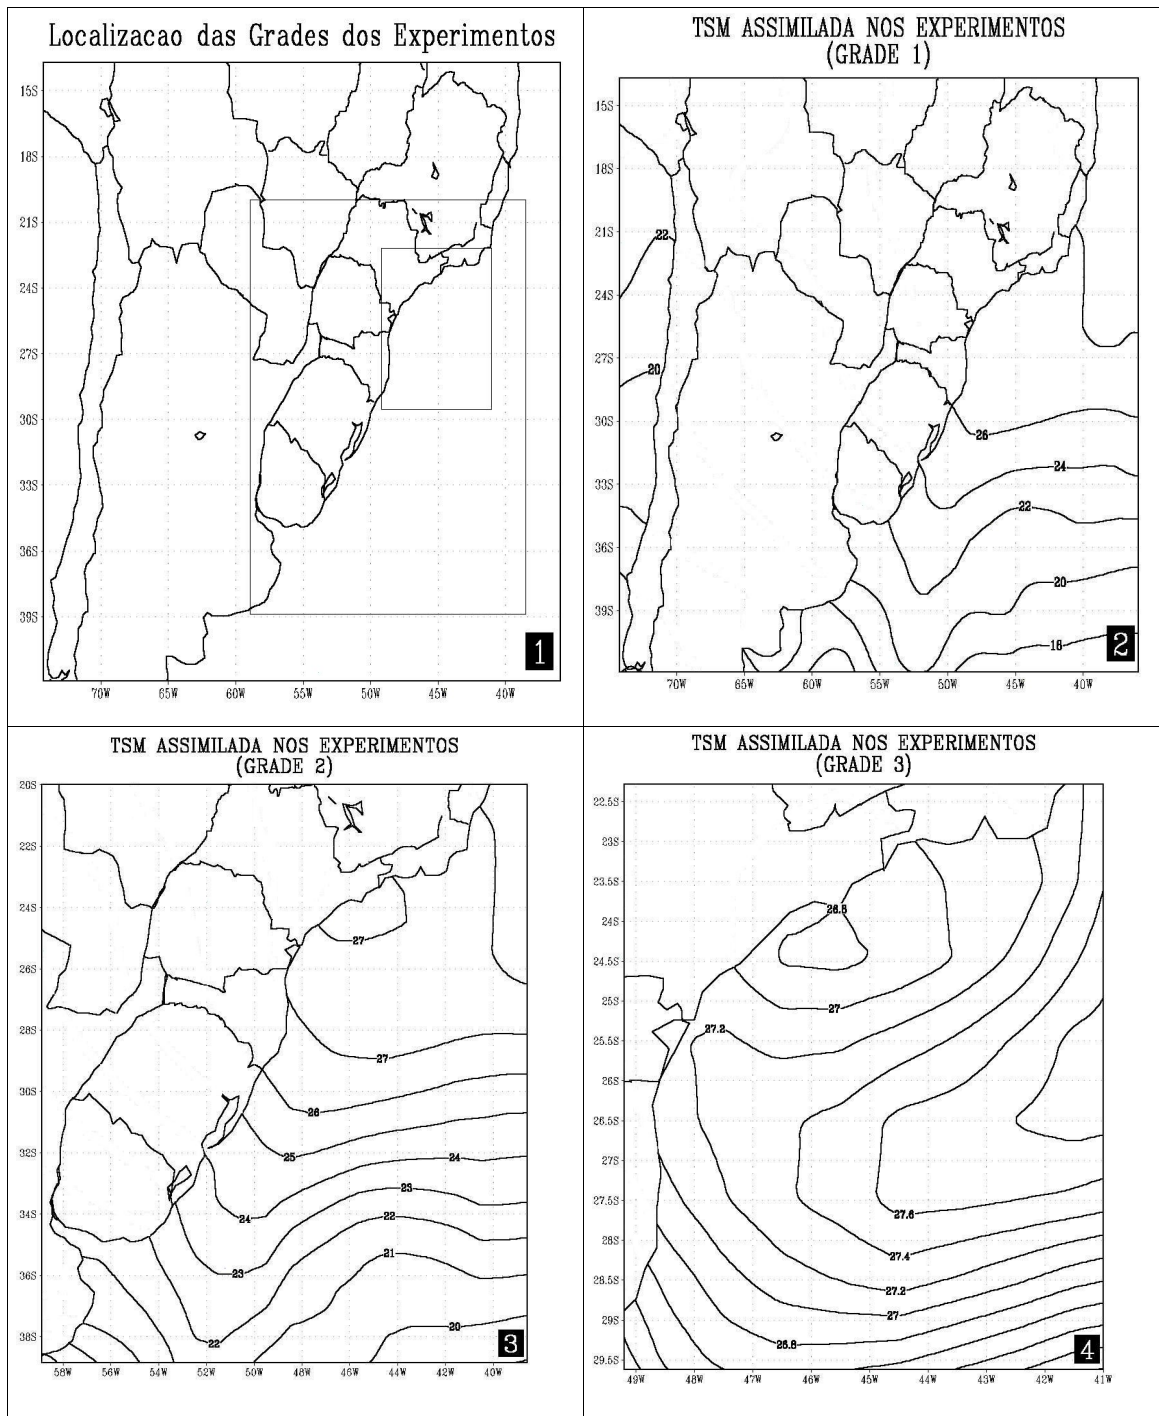 Localizacao das Grades dos Experimentos
15S
18S
21S
24S
27S
30S
33S
36S
39S
70W 65W 60W 55W 50W 45W 40W
1
TSM ASSIMILADA NOS EXPERIMENTOS
(GRADE 1)
15S
18S
21S
22
24S
27S
20
30S
26
24
33S
22
36S
20
39S
18
70W 65W 60W 55W 50W 45W 40W
2
TSM ASSIMILADA NOS EXPERIMENTOS
(GRADE 2)
20S
22S
24S
27
26S
28S
27
30S
26
32S
25 24
23
34S
24 22
21
36S
23
20
38S
22
58W 56W 54W 52W 50W 48W 46W 44W 42W 40W
3
TSM ASSIMILADA NOS EXPERIMENTOS
(GRADE 3)
22.5S
23S
23.5S
26.8
24S
24.5S
25S
27
27.2
25.5S
26S
26.5S
27S
27.5S
27.6
28S
27.4
28.5S
27.2
27
29S
26.8
29.5S
49W 48W 47W 46W 45W 44W 43W 42W 41W
4